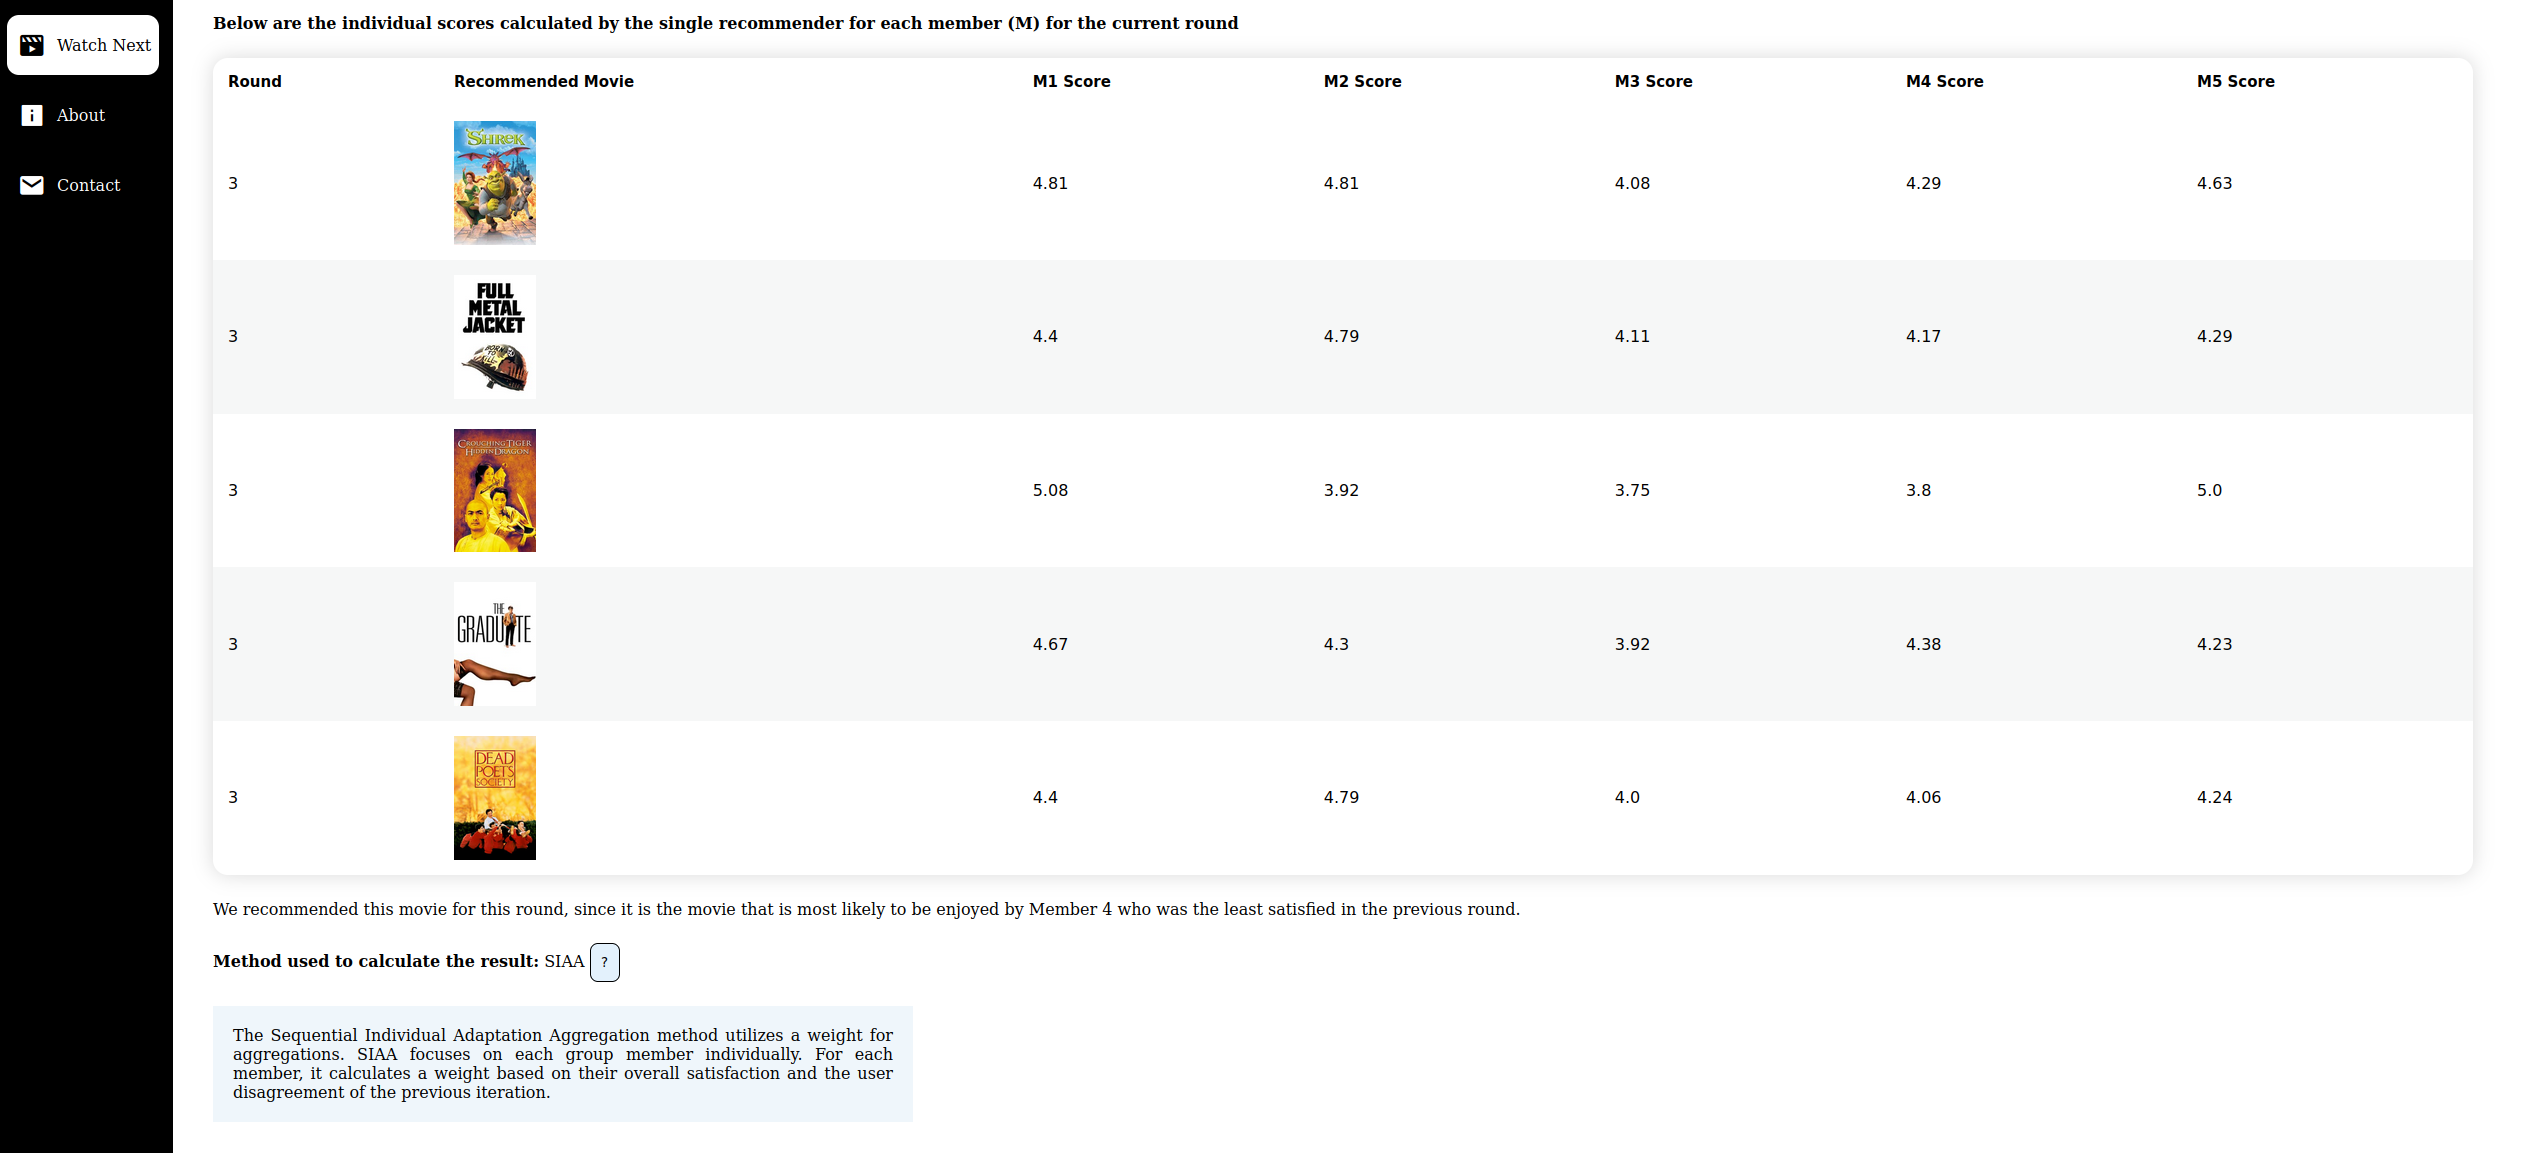 Watch Next
About
Contact
Below are the individual scores calculated by the single recommender for each member (M) for the current round
Round Recommended Movie M1 Score M2 Score M3 Score M4 Score M5 Score
SHREK
3 4.81 4.81 4.08 4.29 4.63
FULL
METAL
JACKET
BORN
TO
KILL
3 4.4 4.79 4.11 4.17 4.29
CROUCHING TIGER
HIDDEN DRAGON
3 5.08 3.92 3.75 3.8 5.0
THE
GRADUATE
3 4.67 4.3 3.92 4.38 4.23
DEAD
POETS
SOCIETY
3 4.4 4.79 4.0 4.06 4.24
We recommended this movie for this round, since it is the movie that is most likely to be enjoyed by Member 4 who was the least satisfied in the previous round.
Method used to calculate the result: SIAA ?
The Sequential Individual Adaptation Aggregation method utilizes a weight for
aggregations. SIAA focuses on each group member individually. For each
member, it calculates a weight based on their overall satisfaction and the user
disagreement of the previous iteration.